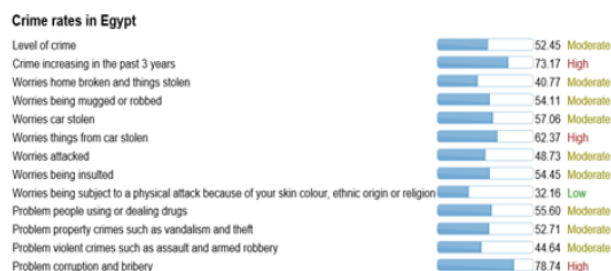 Crime rates in Egypt
Level of crime 52.45 Moderate
Crime increasing in the past 3 years 73.17 High
Worries home broken and things stolen 40.77 Moderate
Worries being mugged or robbed 54.11 Moderate
Worries car stolen 57.06 Moderate
Worries things from car stolen 62.37 High
Worries attacked 48.73 Moderate
Worries being insulted 54.45 Moderate
Worries being subject to a physical attack because of your skin colour, ethnic origin or religion 32.16 Low
Problem people using or dealing drugs 55.60 Moderate
Problem property crimes such as vandalism and theft 52.71 Moderate
Problem violent crimes such as assault and armed robbery 44.64 Moderate
Problem corruption and bribery 78.74 High